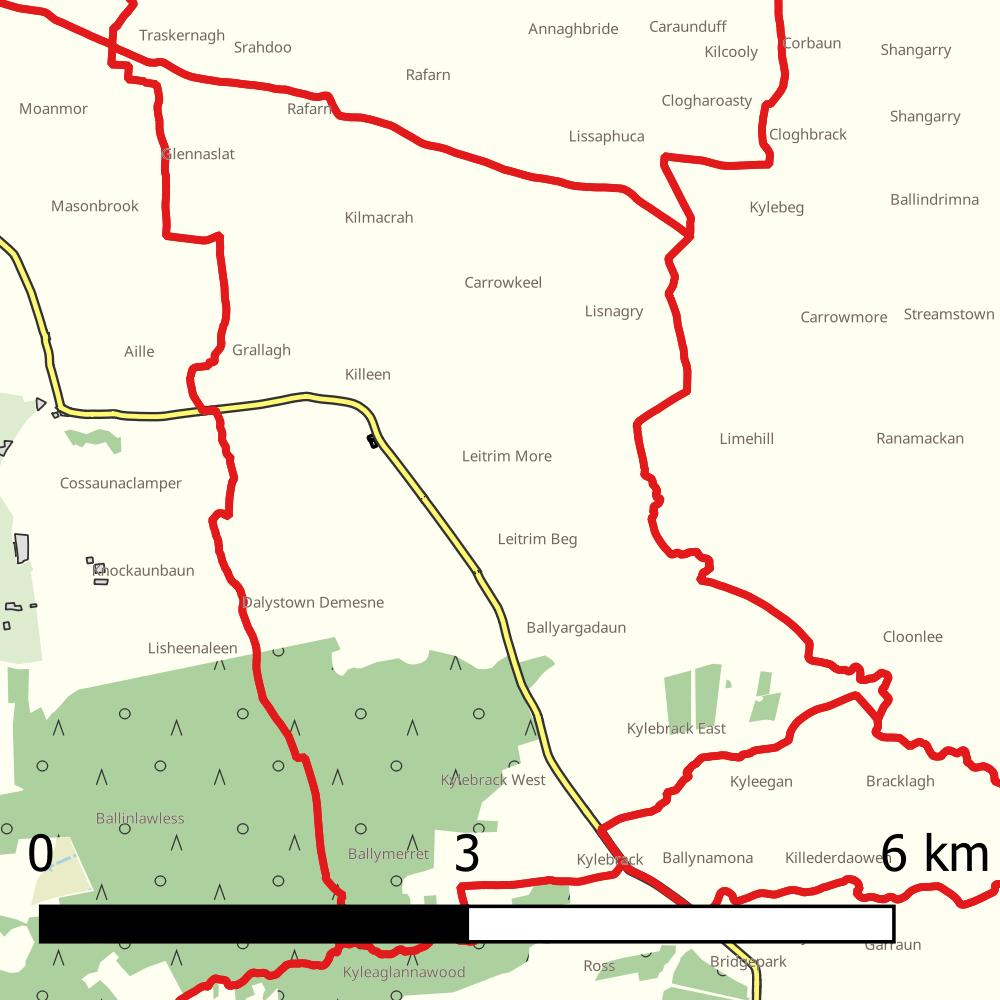 Annaghbride
Caraunduff
Traskernagh
Srahdoo
Kilcooly
Corbaun
Shangarry
Rafarn
Moanmor
Rafarn
Clogharoasty
Shangarry
Lissaphuca
Cloghbrack
Glennaslat
Masonbrook
Kilmacrah
Kylebeg
Ballindrimna
Carrowkeel
Lisnagry
Carrowmore
Streamstown
Aille
Grallagh
Killeen
Limehill
Ranamackan
Leitrim More
Cossaunaclamper
Leitrim Beg
Knockaunbaun
Dalystown Demesne
Ballyargadaun
Cloonlee
Lisheenaleen
Kylebrack East
Kylebrack West
Kyleegan
Bracklagh
Ballinlawless
Ballymerret
Kylebrack
Ballynamona
Killederdaowen
0
3
6 km
Garraun
Ross
Bridgepark
Kyleaglannawood